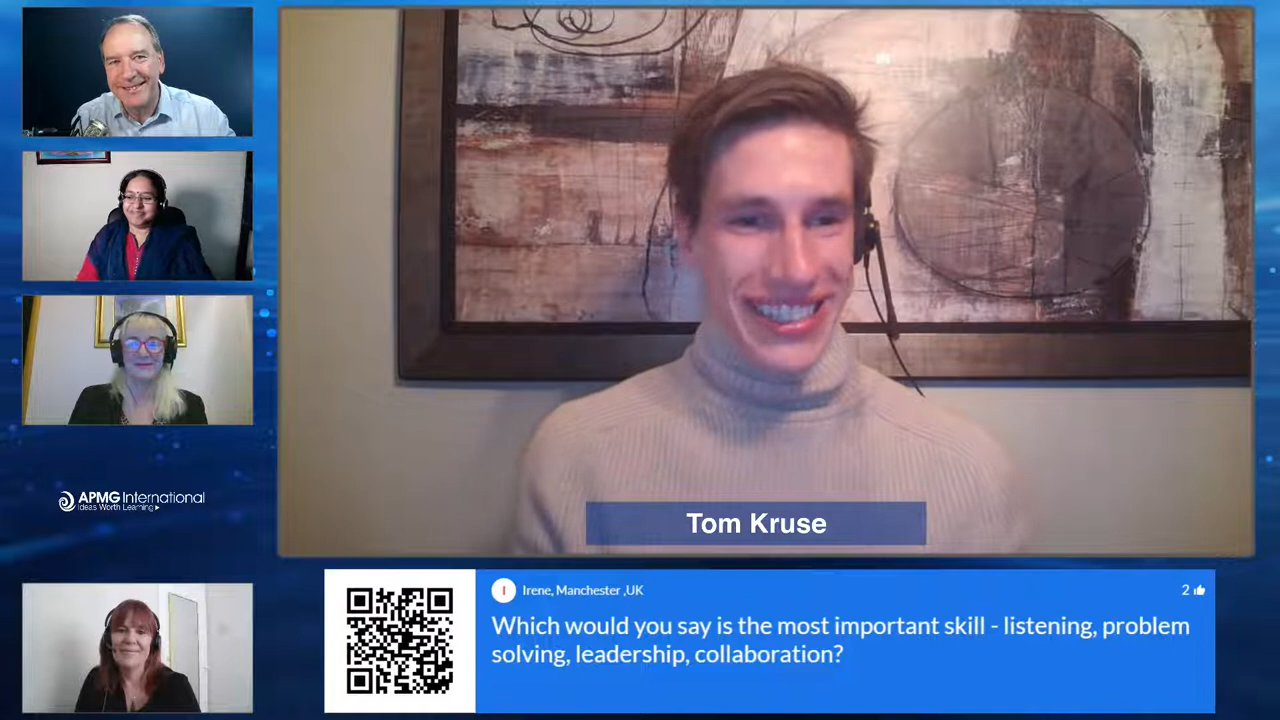 APMG International
Ideas Worth Learning
Tom Kruse
I
Irene, Manchester ,UK
2
Which would you say is the most important skill - listening, problem
solving, leadership, collaboration?